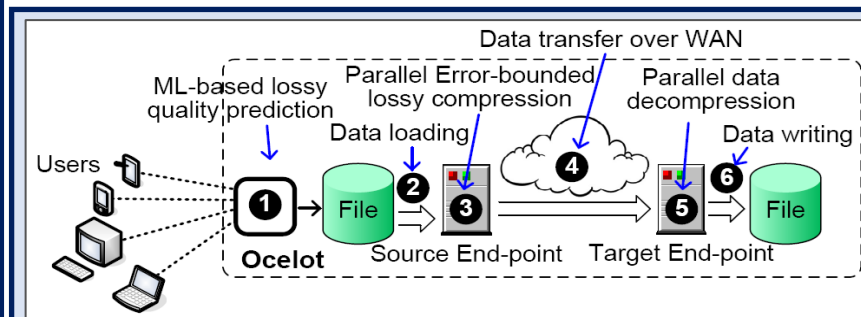 Data transfer over WAN
ML-based lossy
quality prediction
Parallel Error-bounded
lossy compression
Parallel data
decompression
Data loading
Data writing
Users
1
File
2
3
4
5
6
File
Ocelot
Source End-point
Target End-point